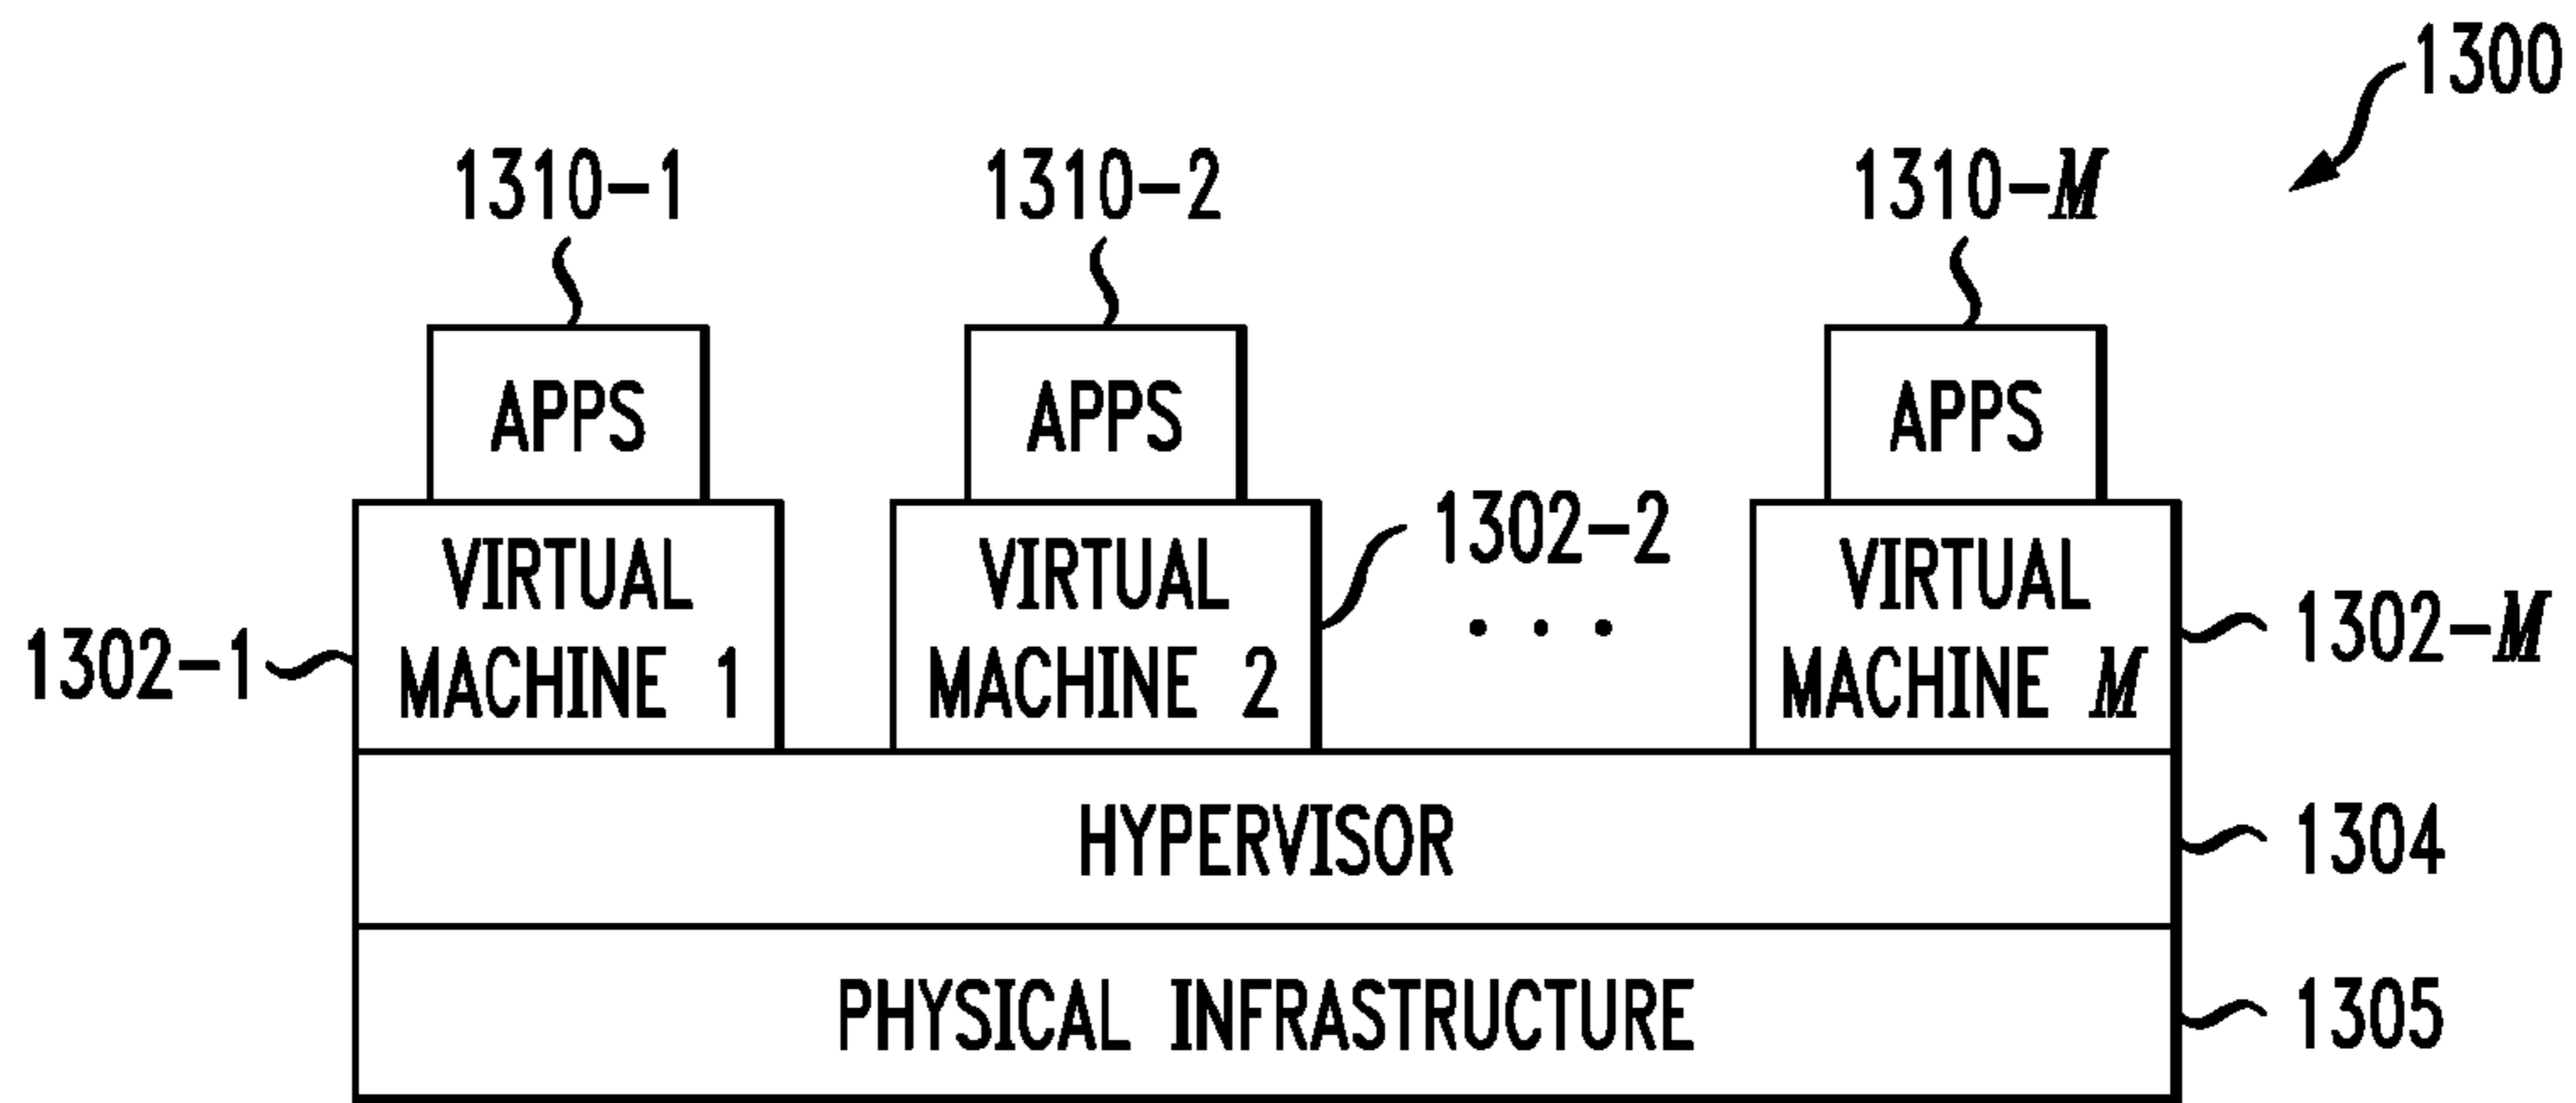 1300
1310-1
1310-2
1310-M
APPS
APPS
APPS
1302-1
VIRTUAL
MACHINE 1
VIRTUAL
MACHINE 2
1302-2
. . .
VIRTUAL
MACHINE M
1302-M
HYPERVISOR
1304
PHYSICAL INFRASTRUCTURE
1305